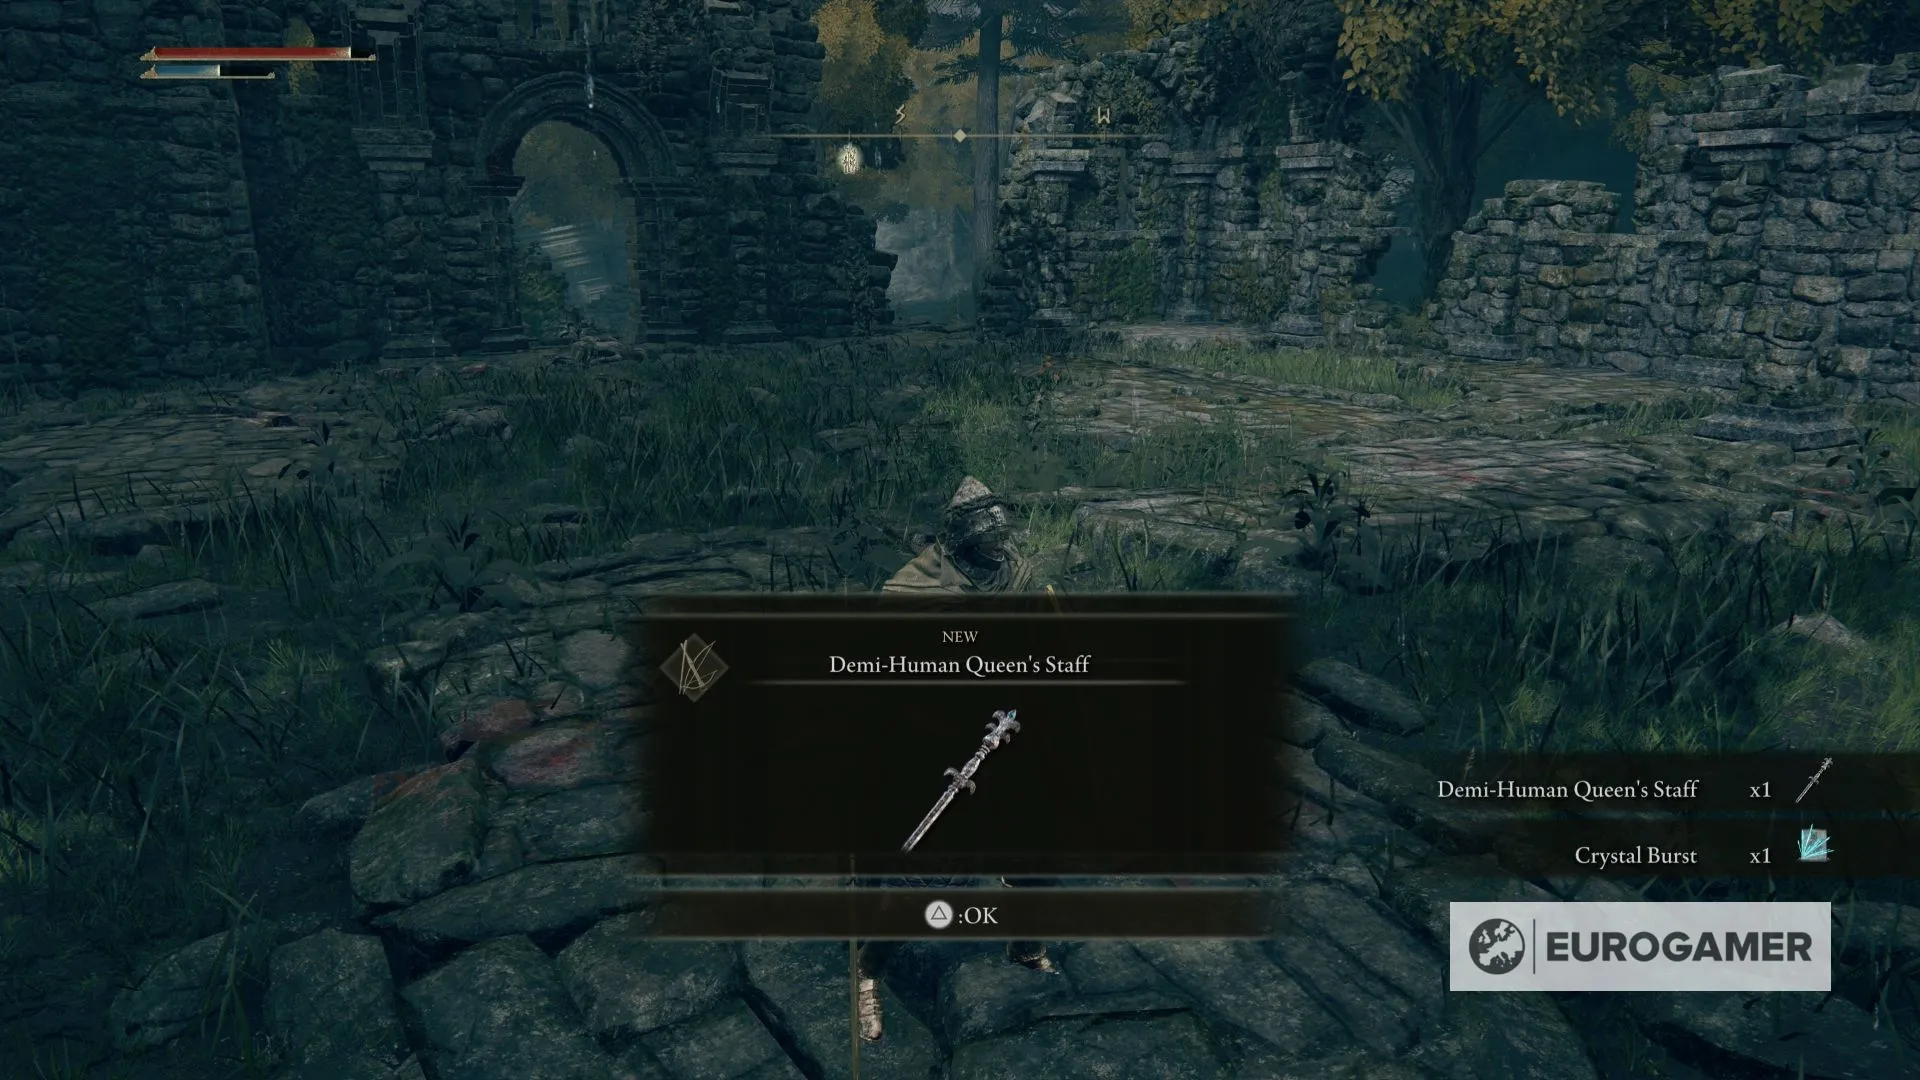 S W
NEW
Demi-Human Queen's Staff
Demi-Human Queen's Staff x1
Crystal Burst x1
:OK
EUROGAMER